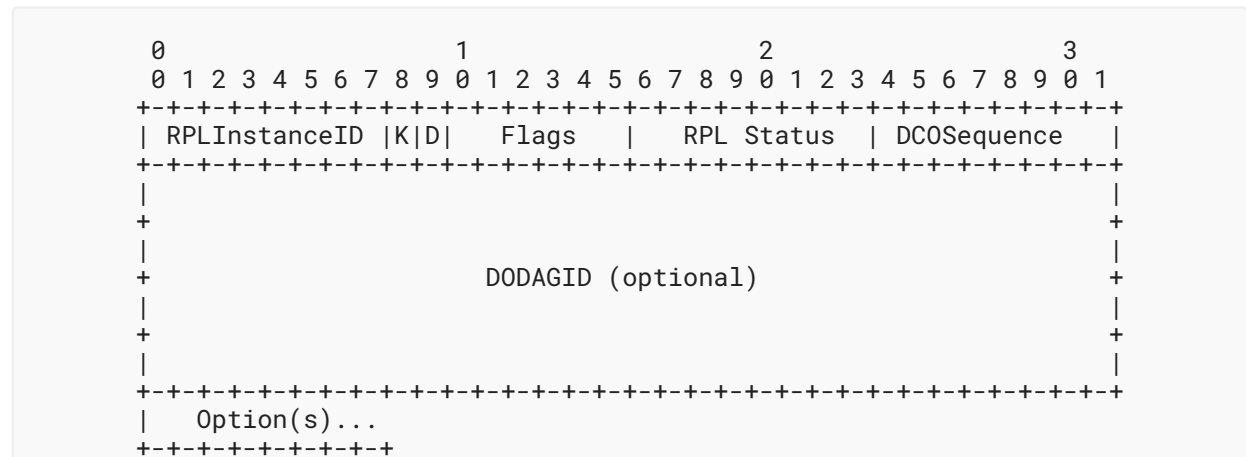 0                   1                   2                   3
 0 1 2 3 4 5 6 7 8 9 0 1 2 3 4 5 6 7 8 9 0 1 2 3 4 5 6 7 8 9 0 1
+-+-+-+-+-+-+-+-+-+-+-+-+-+-+-+-+-+-+-+-+-+-+-+-+-+-+-+-+-+-+-+-+
| RPLInstanceID |K|D|   Flags   |   RPL Status  | DCOSequence   |
+-+-+-+-+-+-+-+-+-+-+-+-+-+-+-+-+-+-+-+-+-+-+-+-+-+-+-+-+-+-+-+-+
|                                                               |
+                                                               +
|                                                               |
+                      DODAGID (optional)                       +
|                                                               |
+                                                               +
|                                                               |
+-+-+-+-+-+-+-+-+-+-+-+-+-+-+-+-+-+-+-+-+-+-+-+-+-+-+-+-+-+-+-+-+
|   Option(s)...
+-+-+-+-+-+-+-+-+